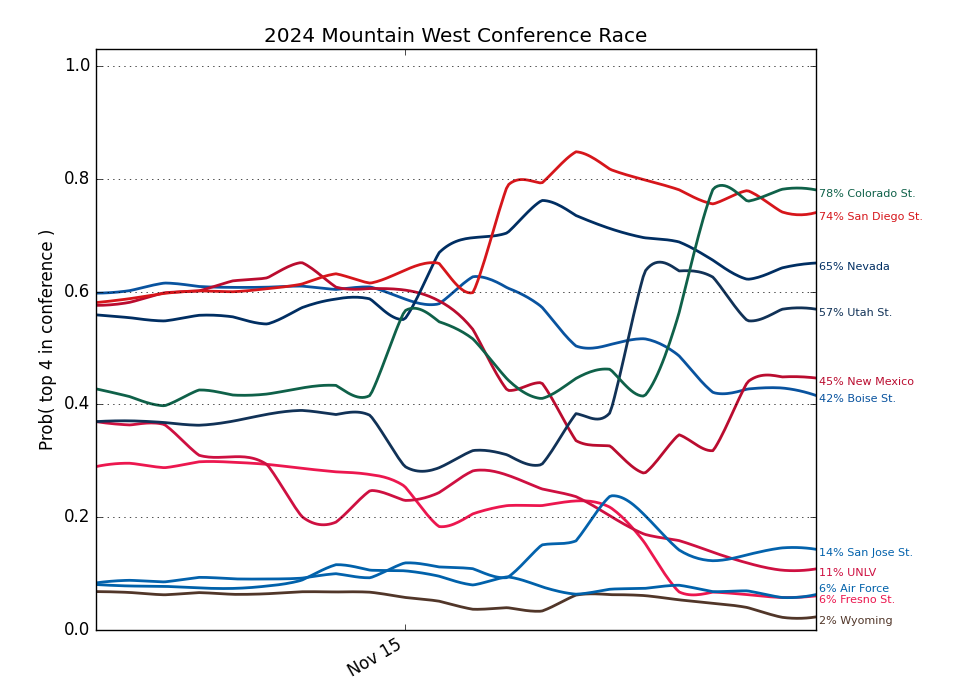 2024 Mountain West Conference Race
Prob( top 4 in conference )
1.0
0.8
0.6
0.4
0.2
0.0
Nov 15
78% Colorado St.
74% San Diego St.
65% Nevada
57% Utah St.
45% New Mexico
42% Boise St.
14% San Jose St.
11% UNLV
6% Air Force
6% Fresno St.
2% Wyoming